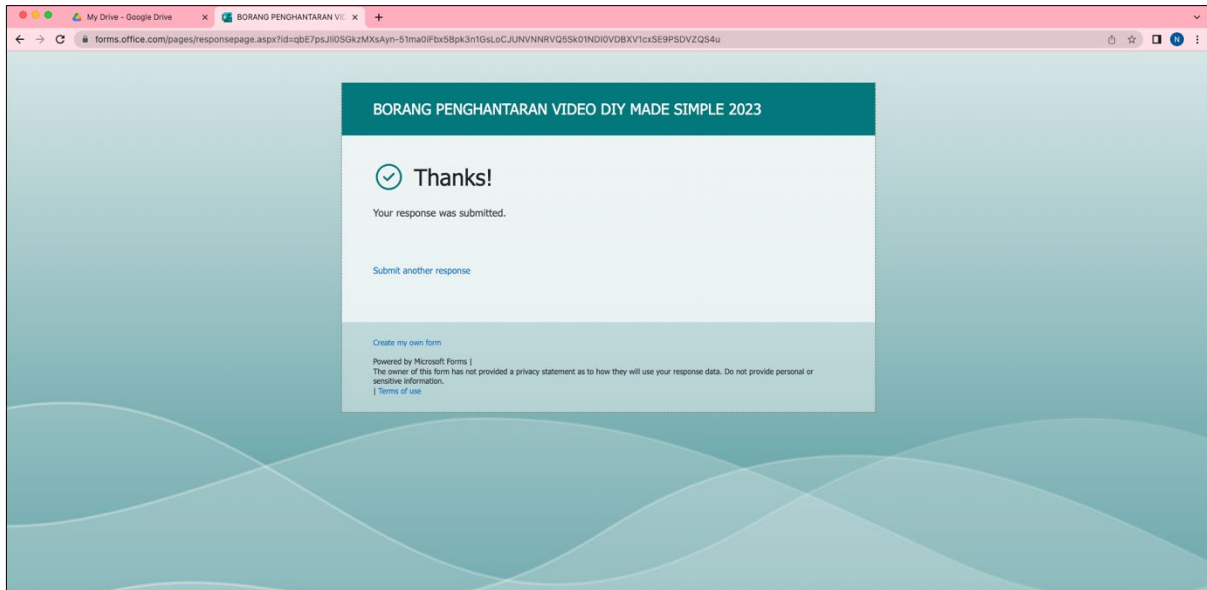 My Drive - Google Drive
BORANG PENGHANTARAN VI
forms.office.com/pages/responsepage.aspx?id=qbE7psJIi0SGkzMXsAyn-51ma0iFbx5Bpk3n1GsLoCJUNVNNRVQ5Sk01NDI0VDBXV1cxSE9PSDVZQS4u
N
BORANG PENGHANTARAN VIDEO DIY MADE SIMPLE 2023
Thanks!
Your response was submitted.
Submit another response
Create my own form
Powered by Microsoft Forms |
The owner of this form has not provided a privacy statement as to how they will use your response data. Do not provide personal or
sensitive information.
| Terms of use